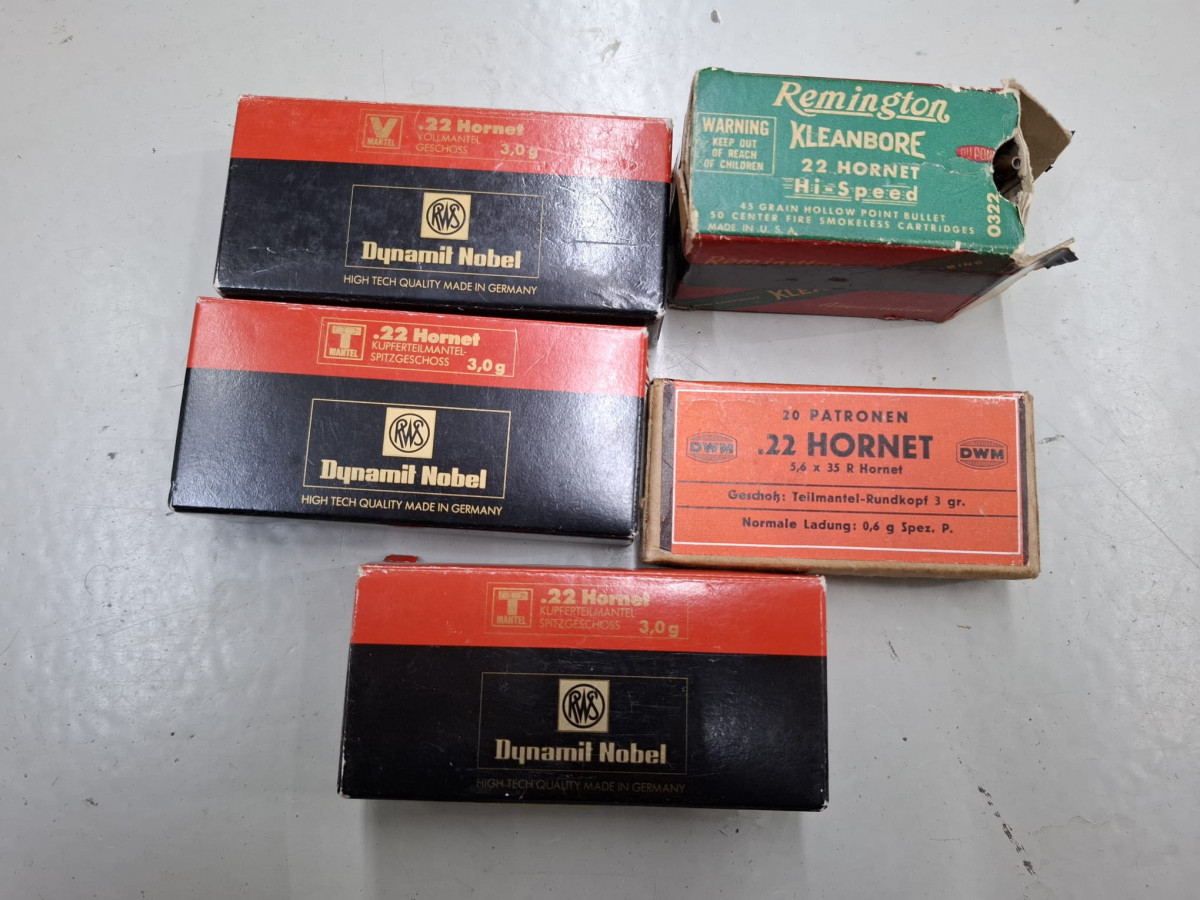 V
MANTEL
.22 Hornet
VOLLMANTEL
GESCHOSS 3,0 g
RWS
Dynamit Nobel
HIGH TECH QUALITY MADE IN GERMANY
Remington
WARNING
KEEP OUT
OF REACH
OF CHILDREN
KLEANBORE
22 HORNET
Hi-Speed
45 GRAIN HOLLOW POINT BULLET
50 CENTER FIRE SMOKELESS CARTRIDGES
MADE IN U. S. A.
0322
Remington
T
MANTEL
.22 Hornet
KUPFERTEILMANTEL-
SPITZGESCHOSS 3,0 g
RWS
Dynamit Nobel
HIGH TECH QUALITY MADE IN GERMANY
20 PATRONEN
DWM
.22 HORNET
DWM
5,6 x 35 R Hornet
Geschoß: Teilmantel-Rundkopf 3 gr.
Normale Ladung: 0,6 g Spez. P.
T
MANTEL
.22 Hornet
KUPFERTEILMANTEL
SPITZGESCHOSS 3,0 g
RWS
Dynamit Nobel
HIGH TECH QUALITY MADE IN GERMANY